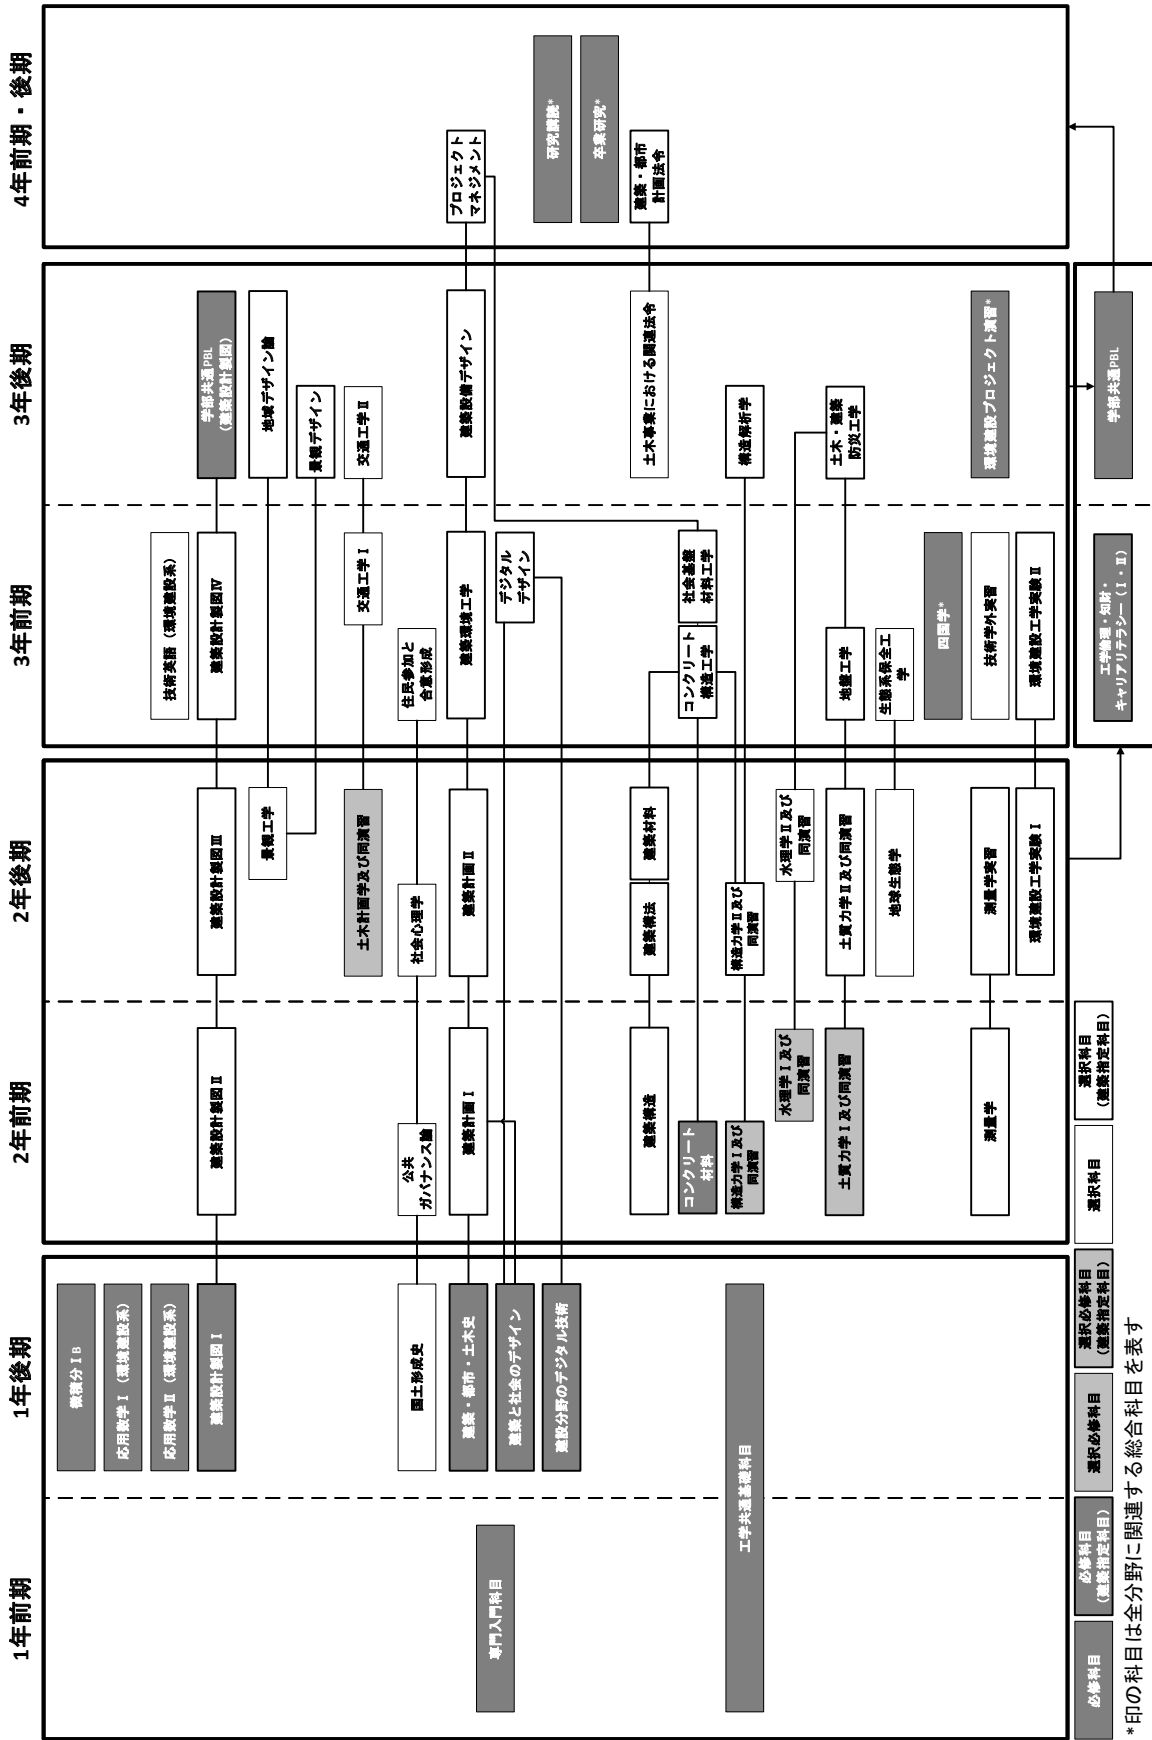 1年前期
1年後期
2年前期
2年後期
3年前期
3年後期
4年前期・後期
専門入門科目
工学共通基礎科目
微積分ⅠB
応用数学Ⅰ（環境建設系）
応用数学Ⅱ（環境建設系）
建築設計製図Ⅰ
国土形成史
建築・都市・土木史
建築と社会のデザイン
建設分野のデジタル技術
建築設計製図Ⅱ
公共
ガバナンス論
建築計画Ⅰ
建築構造
コンクリート
材料
構造力学Ⅰ及び
同演習
水理学Ⅰ及び
同演習
土質力学Ⅰ及び同演習
測量学
建築設計製図Ⅲ
景観工学
土木計画学及び同演習
社会心理学
建築計画Ⅱ
建築構法
建築材料
構造力学Ⅱ及び
同演習
水理学Ⅱ及び
同演習
土質力学Ⅱ及び同演習
地球生態学
測量学実習
環境建設工学実験Ⅰ
技術英語（環境建設系）
建築設計製図Ⅳ
交通工学Ⅰ
住民参加と
合意形成
建築環境工学
デジタル
デザイン
コンクリート
構造工学
社会基盤
材料工学
地盤工学
生態系保全工
学
四国学*
技術学外実習
環境建設工学実験Ⅱ
工学倫理・知財・
キャリアリテラシー（Ⅰ・Ⅱ）
学部共通PBL
（建築設計製図）
地域デザイン論
景観デザイン
交通工学Ⅱ
建築設備デザイン
土木事業における関連法令
構造解析学
土木・建築
防災工学
環境建設プロジェクト演習*
学部共通PBL
プロジェクト
マネジメント
研究講読*
卒業研究*
建築・都市
計画法令
必修科目
必修科目
（建築指定科目）
選択必修科目
選択必修科目
（建築指定科目）
選択科目
選択科目
（建築指定科目）
*印の科目は全分野に関連する総合科目を表す